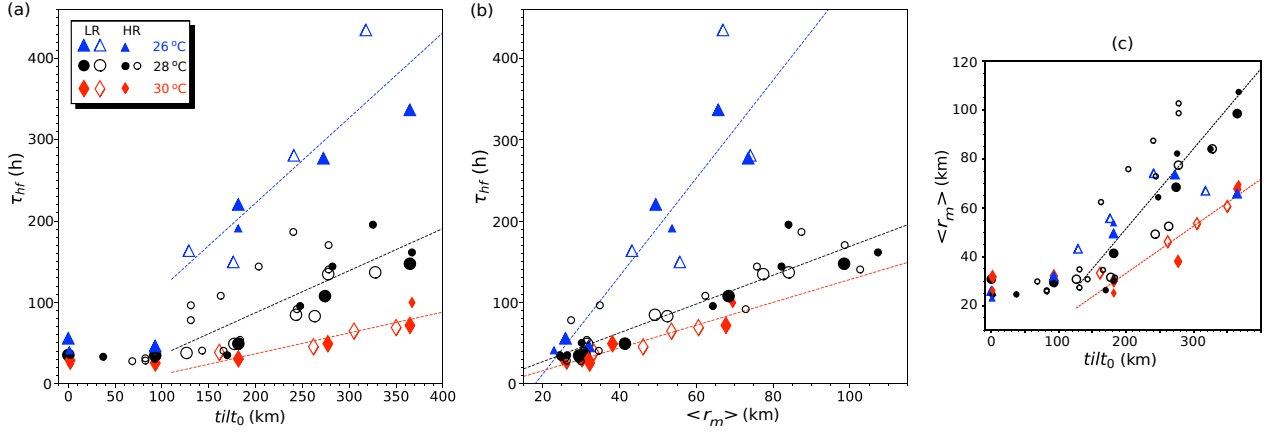 (a)
τhf (h)
400
300
200
100
0
LR HR
26 °C
28 °C
30 °C
0 50 100 150 200 250 300 350 400
tilt0 (km)
(b)
τhf (h)
400
300
200
100
0
20 40 60 80 100
<rm> (km)
(c)
<rm> (km)
120
100
80
60
40
20
0 100 200 300
tilt0 (km)